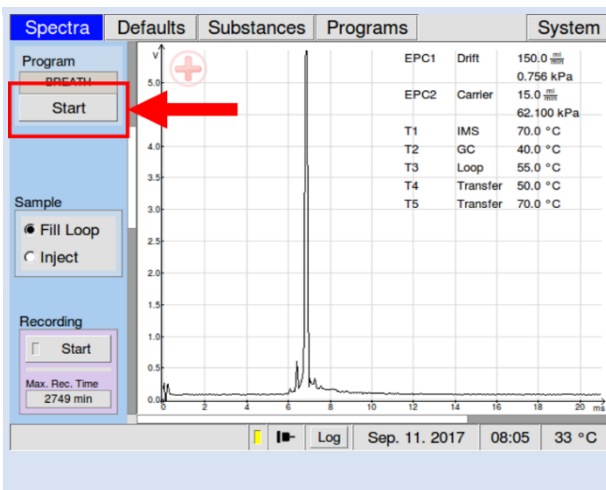 Spectra Defaults Substances Programs System
Program
BREATH
Start
Sample
Fill Loop
Inject
Recording
Start
Max. Rec. Time
2749 min
V
5.0
4.0
3.5
3.0
2.5
2.0
1.5
1.0
0.5
0.0
0 2 4 6 8 10 12 14 16 18 20 ms
EPC1 Drift 150.0 ml/min
0.756 kPa
EPC2 Carrier 15.0 ml/min
62.100 kPa
T1 IMS 70.0 °C
T2 GC 40.0 °C
T3 Loop 55.0 °C
T4 Transfer 50.0 °C
T5 Transfer 70.0 °C
Log Sep. 11. 2017 08:05 33 °C